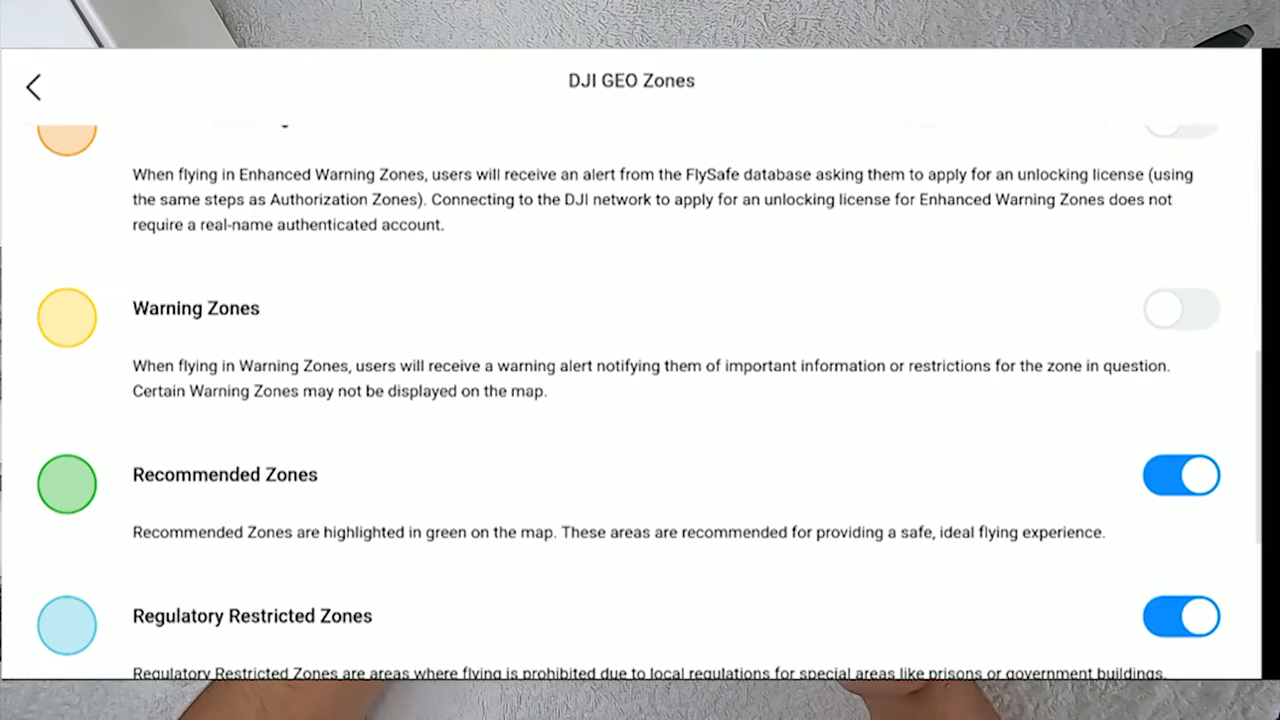 DJI GEO Zones
When flying in Enhanced Warning Zones, users will receive an alert from the FlySafe database asking them to apply for an unlocking license (using
the same steps as Authorization Zones). Connecting to the DJI network to apply for an unlocking license for Enhanced Warning Zones does not
require a real-name authenticated account.
Warning Zones
When flying in Warning Zones, users will receive a warning alert notifying them of important information or restrictions for the zone in question.
Certain Warning Zones may not be displayed on the map.
Recommended Zones
Recommended Zones are highlighted in green on the map. These areas are recommended for providing a safe, ideal flying experience.
Regulatory Restricted Zones
Regulatory Restricted Zones are areas where flying is prohibited due to local regulations for special areas like prisons or government buildings.